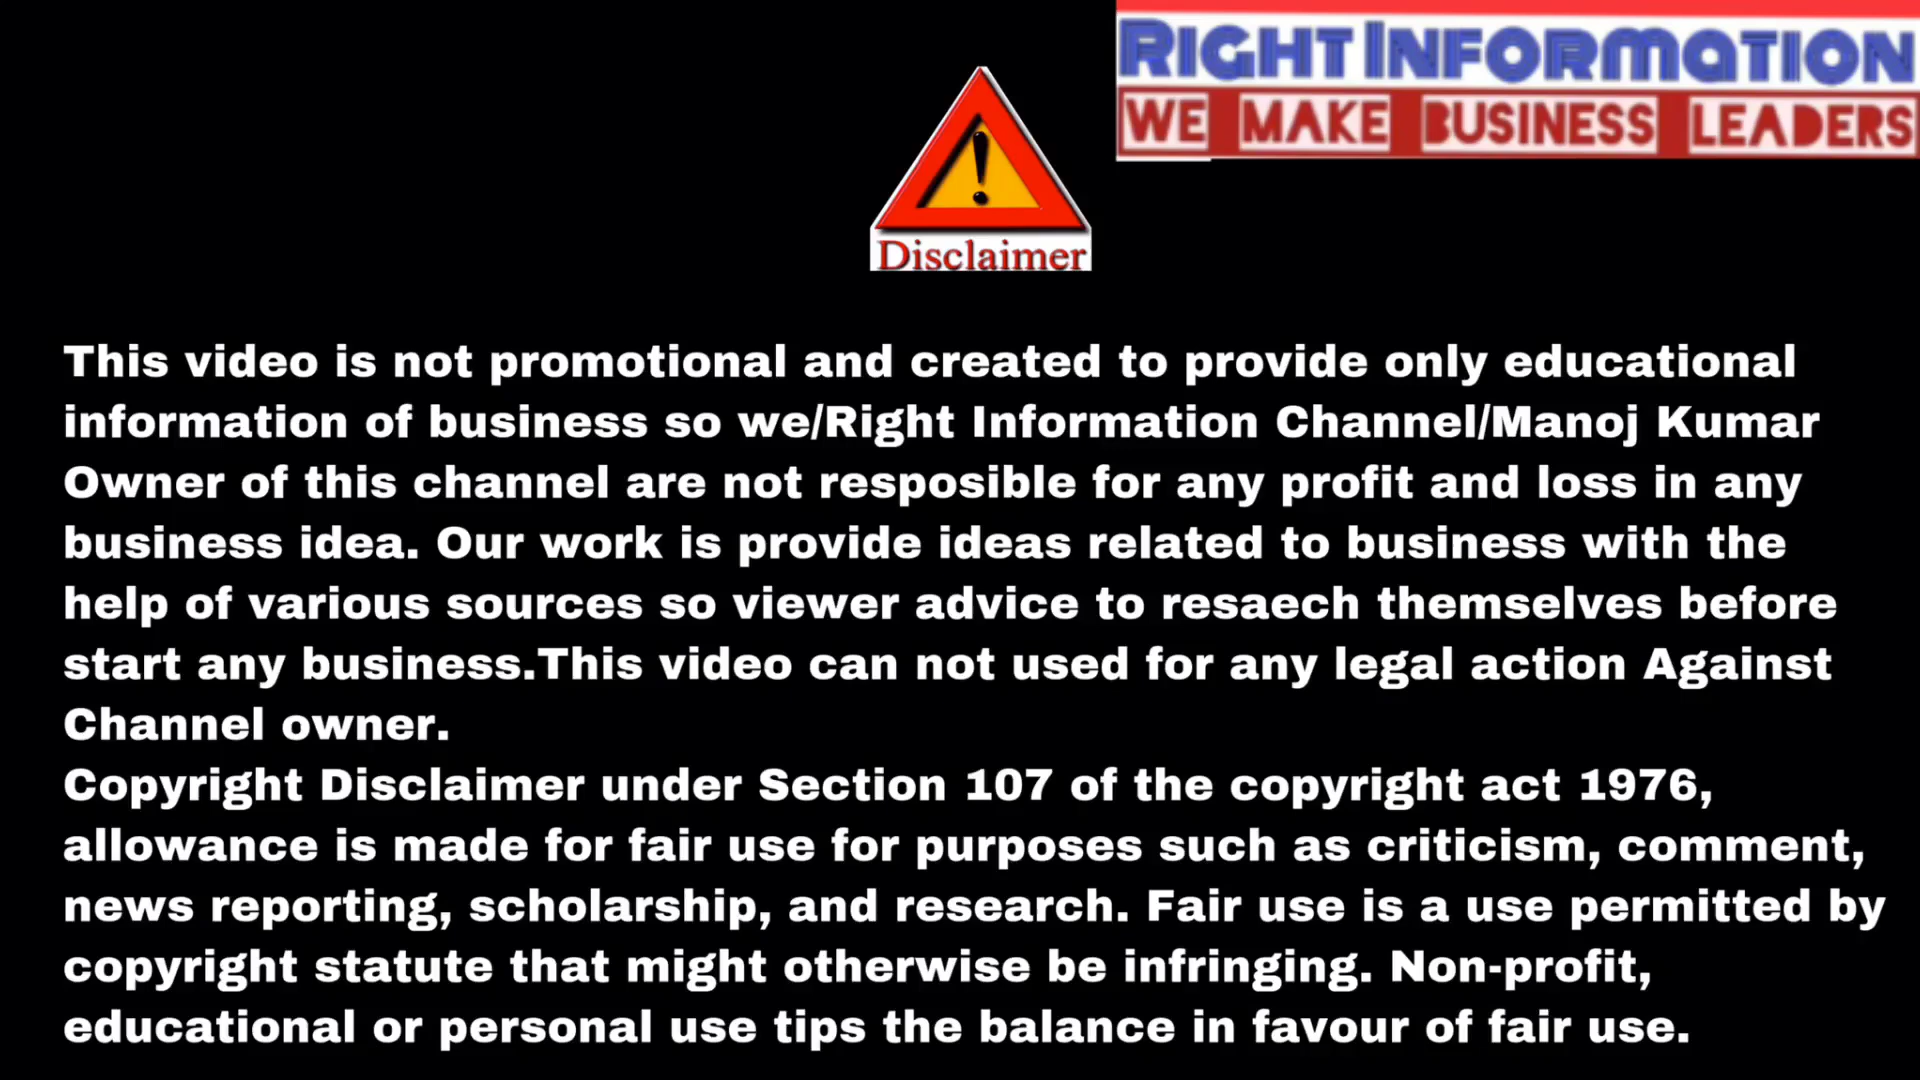 RIGHT INFORMATION
WE MAKE BUSINESS LEADERS
Disclaimer
This video is not promotional and created to provide only educational
information of business so we/Right Information Channel/Manoj Kumar
Owner of this channel are not resposible for any profit and loss in any
business idea. Our work is provide ideas related to business with the
help of various sources so viewer advice to resaech themselves before
start any business.This video can not used for any legal action Against
Channel owner.
Copyright Disclaimer under Section 107 of the copyright act 1976,
allowance is made for fair use for purposes such as criticism, comment,
news reporting, scholarship, and research. Fair use is a use permitted by
copyright statute that might otherwise be infringing. Non-profit,
educational or personal use tips the balance in favour of fair use.